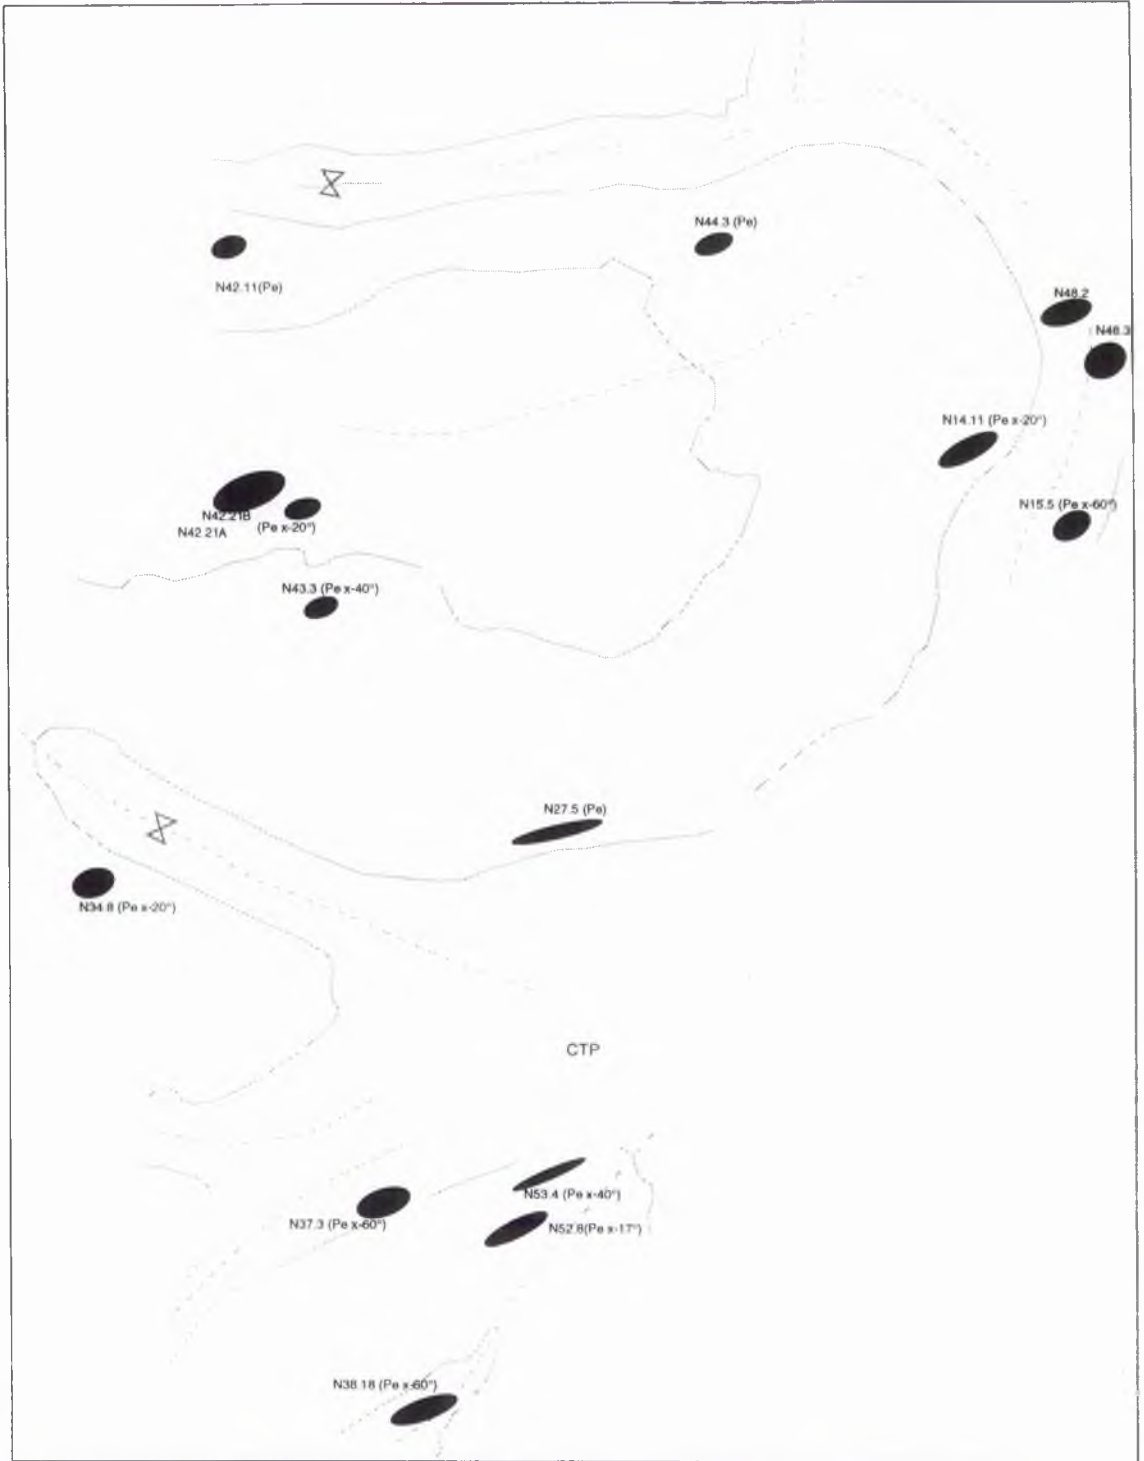 N44.3 (Pe)
N42.11(Pe)
N48.2
N48.3
N14.11 (Pe x-20°)
N15.5 (Pe x-60°)
N42.21B
(Pe x-20°)
N42.21A
N43.3 (Pe x-40°)
N27.5 (Pe)
N34.8 (Pe x-20°)
CTP
N53.4 (Pe x-40°)
N37.3 (Pe x-60°)
N52.8(Pe x-17°)
N38.18 (Pe x-60°)